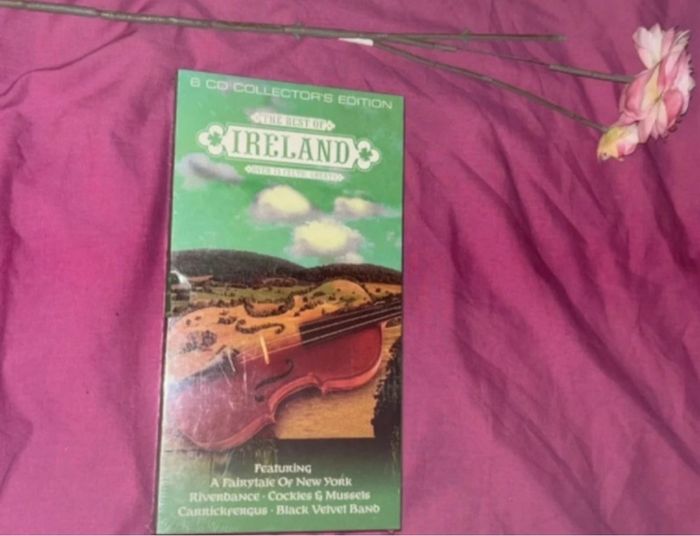 6 CD COLLECTOR'S EDITION
THE BEST OF
IRELAND
OVER 75 CELTIC GREATS
Featuring
A Fairytale Of New York
Riverdance · Cockles & Mussels
Carrickfergus · Black Velvet Band